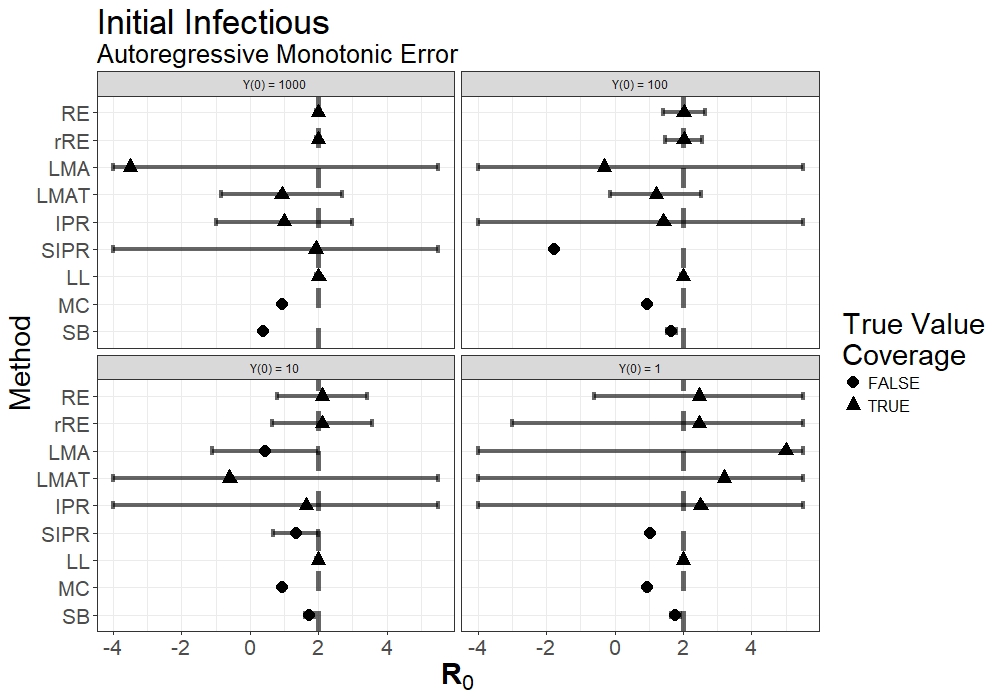 Initial Infectious
Autoregressive Monotonic Error
Y(0) = 1000
Y(0) = 100
RE
rRE
LMA
LMAT
IPR
SIPR
LL
MC
SB
Y(0) = 10
Y(0) = 1
RE
rRE
LMA
LMAT
IPR
SIPR
LL
MC
SB
-4 -2 0 2 4
-4 -2 0 2 4
R0
Method
True Value
Coverage
FALSE
TRUE